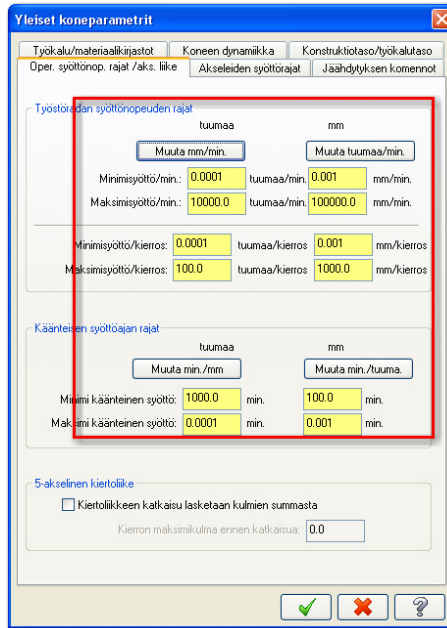 Yleiset koneparametrit
Työkalu/materiaalikirjastot Koneen dynamiikka Konstruktiotaso/työkalutaso
Oper. syöttönop. rajat /aks. liike Akseleiden syöttörajat Jäähdytyksen komennot
Työstöradan syöttönopeuden rajat
tuumaa mm
Muuta mm/min. Muuta tuumaa/min.
Minimisyöttö/min.: 0.0001 tuumaa/min. 0.001 mm/min.
Maksimisyöttö/min.: 10000.0 tuumaa/min. 100000.0 mm/min.
Minimisyöttö/kierros: 0.0001 tuumaa/kierros 0.001 mm/kierros
Maksimisyöttö/kierros: 100.0 tuumaa/kierros 1000.0 mm/kierros
Käänteisen syöttöajan rajat
tuumaa mm
Muuta min./mm Muuta min./tuuma.
Minimi käänteinen syöttö: 1000.0 min. 100.0 min.
Maksimi käänteinen syöttö: 0.0001 min. 0.001 min.
5-akselinen kiertoliike
Kiertoliikkeen katkaisu lasketaan kulmien summasta
Kierron maksimikulma ennen katkaisua: 0.0